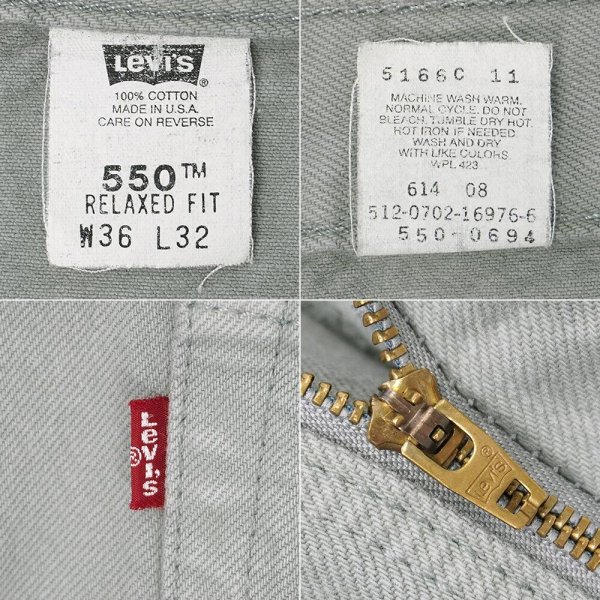 Levi's
®
100% COTTON
MADE IN U.S.A.
CARE ON REVERSE
550™
RELAXED FIT
W36 L32
5166C 11
MACHINE WASH WARM.
NORMAL CYCLE. DO NOT
BLEACH. TUMBLE DRY HOT.
HOT IRON IF NEEDED
WASH AND DRY
WITH LIKE COLORS
WPL 423
614 08
512-0702-16976-6
550-0694
LeVI'S
®
Levi's
®